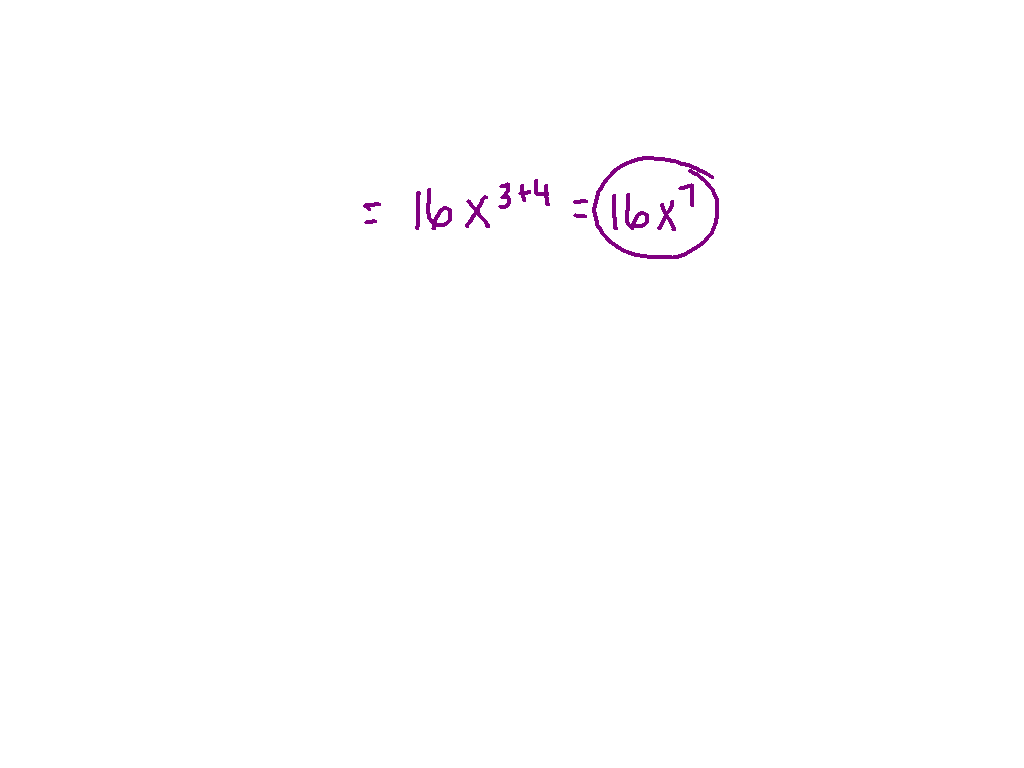 = 16x^{3+4} = 16x^7